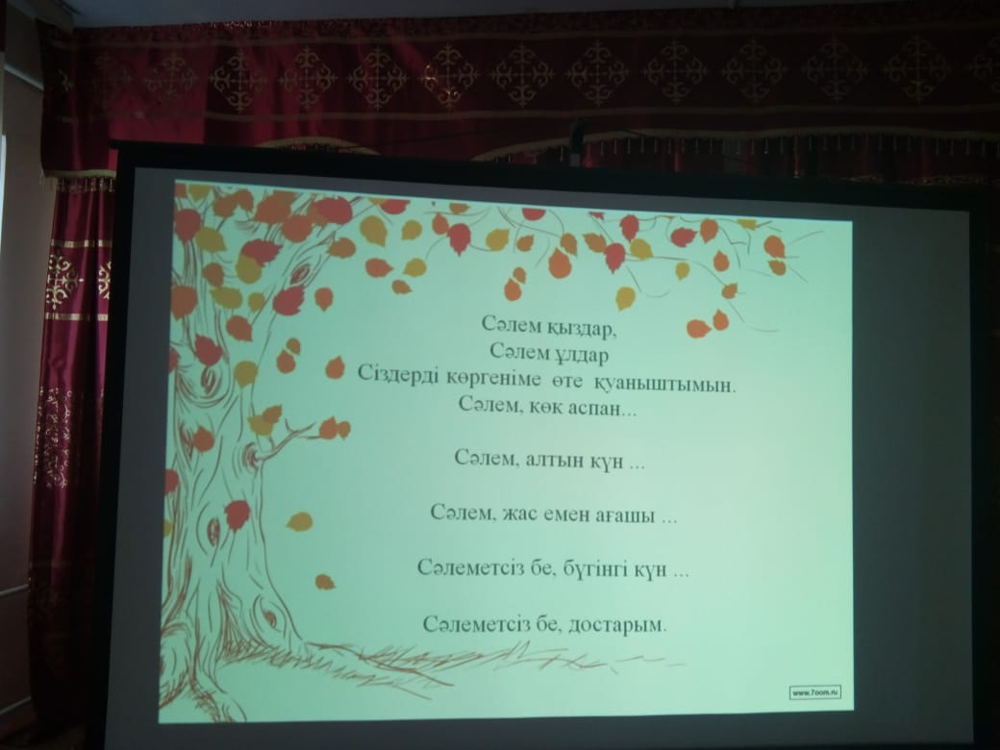 Сәлем қыздар,
Сәлем ұлдар
Сіздерді көргеніме өте қуаныштымын.
Сәлем, көк аспан...
Сәлем, алтын күн ...
Сәлем, жас емен ағашы ...
Сәлеметсіз бе, бүгінгі күн ...
Сәлеметсіз бе, достарым.
www.7oom.ru